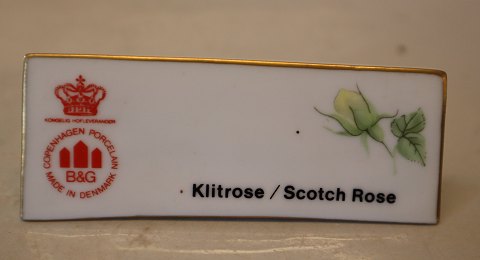 KONGELIG HOFLEVERANDØR
COPENHAGEN PORCELAIN
B&G
MADE IN DENMARK
Klitrose / Scotch Rose